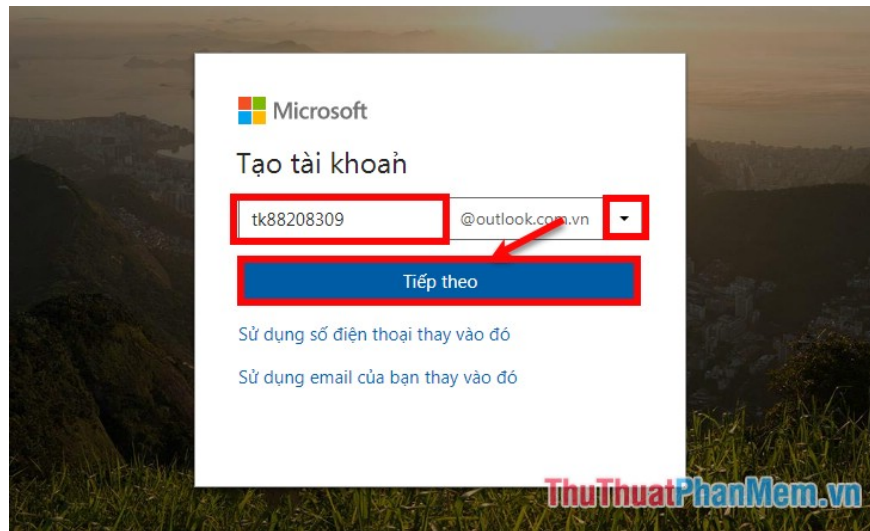 Microsoft
Tạo tài khoản
tk88208309
@outlook.com.vn
Tiếp theo
Sử dụng số điện thoại thay vào đó
Sử dụng email của bạn thay vào đó
ThuThuatPhanMem.vn